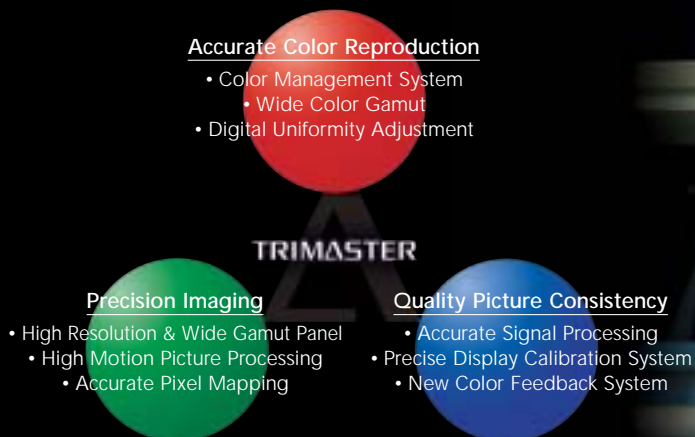 Accurate Color Reproduction
• Color Management System
• Wide Color Gamut
• Digital Uniformity Adjustment
TRIMASTER
Precision Imaging
• High Resolution & Wide Gamut Panel
• High Motion Picture Processing
• Accurate Pixel Mapping
Quality Picture Consistency
• Accurate Signal Processing
• Precise Display Calibration System
• New Color Feedback System